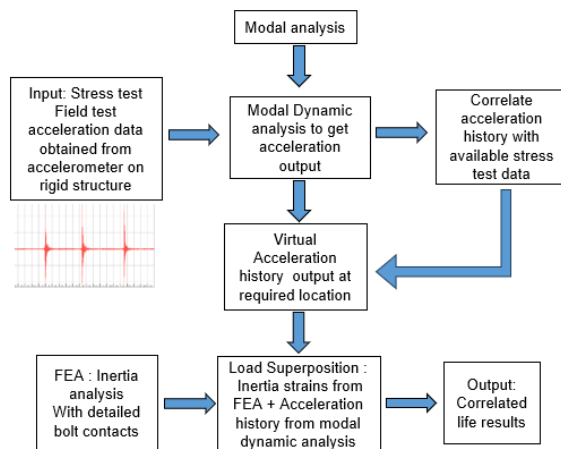 Modal analysis
Input: Stress test
Field test
acceleration data
obtained from
accelerometer on
rigid structure
Modal Dynamic
analysis to get
acceleration
output
Correlate
acceleration
history with
available stress
test data
Virtual
Acceleration
history output at
required location
FEA : Inertia
analysis
With detailed
bolt contacts
Load Superposition :
Inertia strains from
FEA + Acceleration
history from modal
dynamic analysis
Output:
Correlated
life results